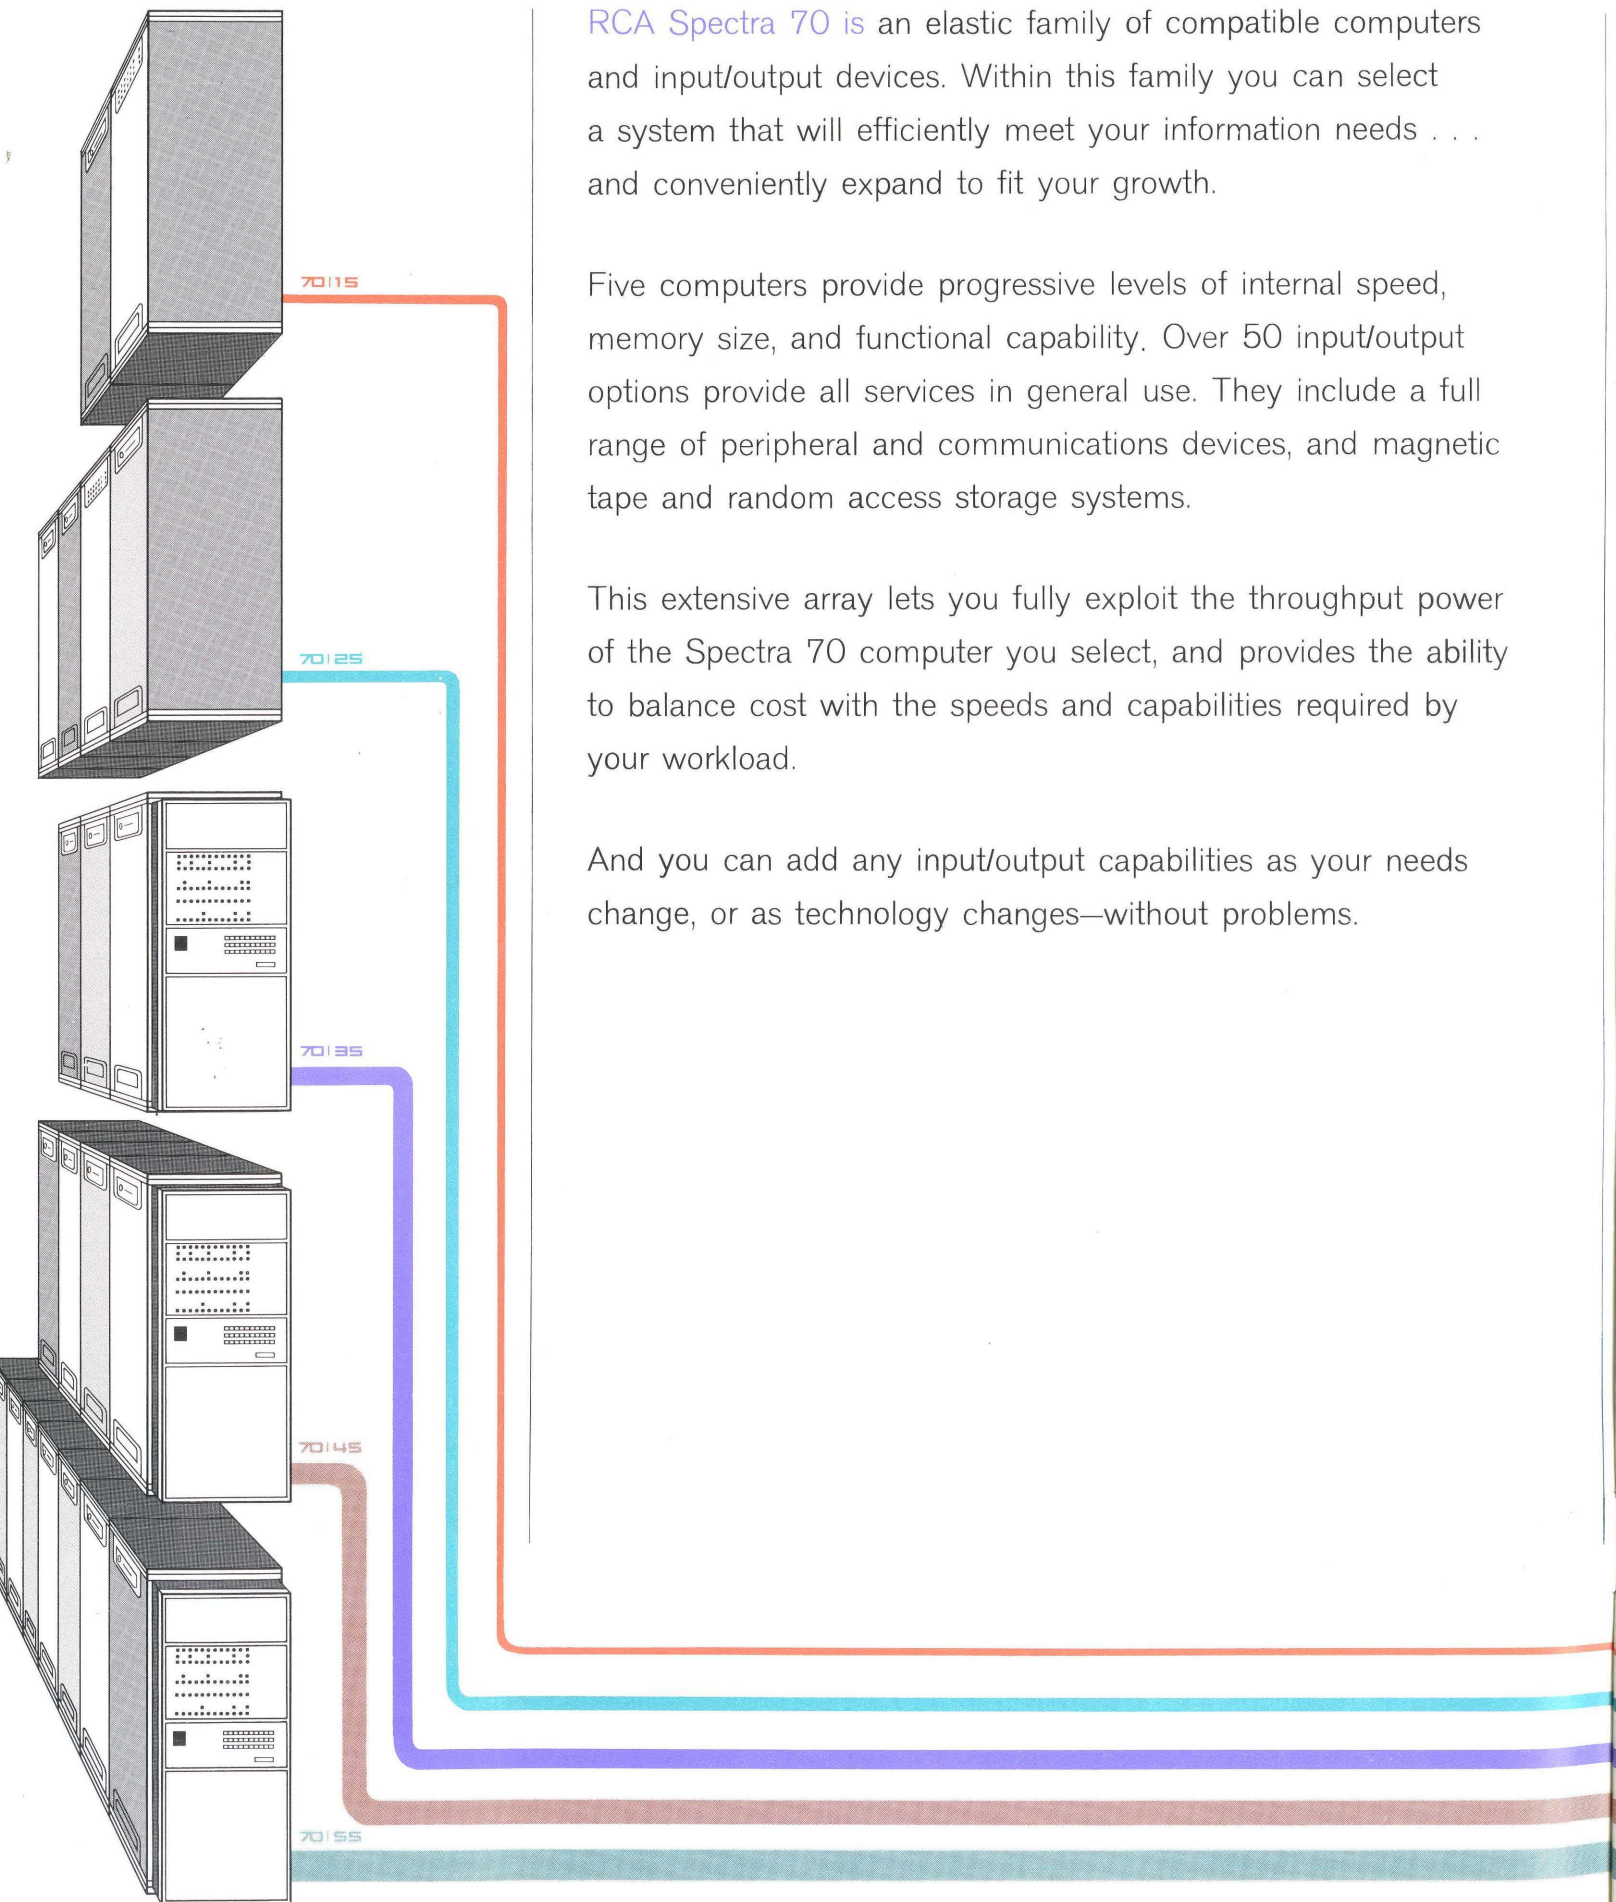 RCA Spectra 70 is an elastic family of compatible computers
and input/output devices. Within this family you can select
a system that will efficiently meet your information needs . . .
and conveniently expand to fit your growth.
Five computers provide progressive levels of internal speed,
memory size, and functional capability. Over 50 input/output
options provide all services in general use. They include a full
range of peripheral and communications devices, and magnetic
tape and random access storage systems.
This extensive array lets you fully exploit the throughput power
of the Spectra 70 computer you select, and provides the ability
to balance cost with the speeds and capabilities required by
your workload.
And you can add any input/output capabilities as your needs
change, or as technology changes—without problems.
70|15
70|25
70|35
70|45
70|55